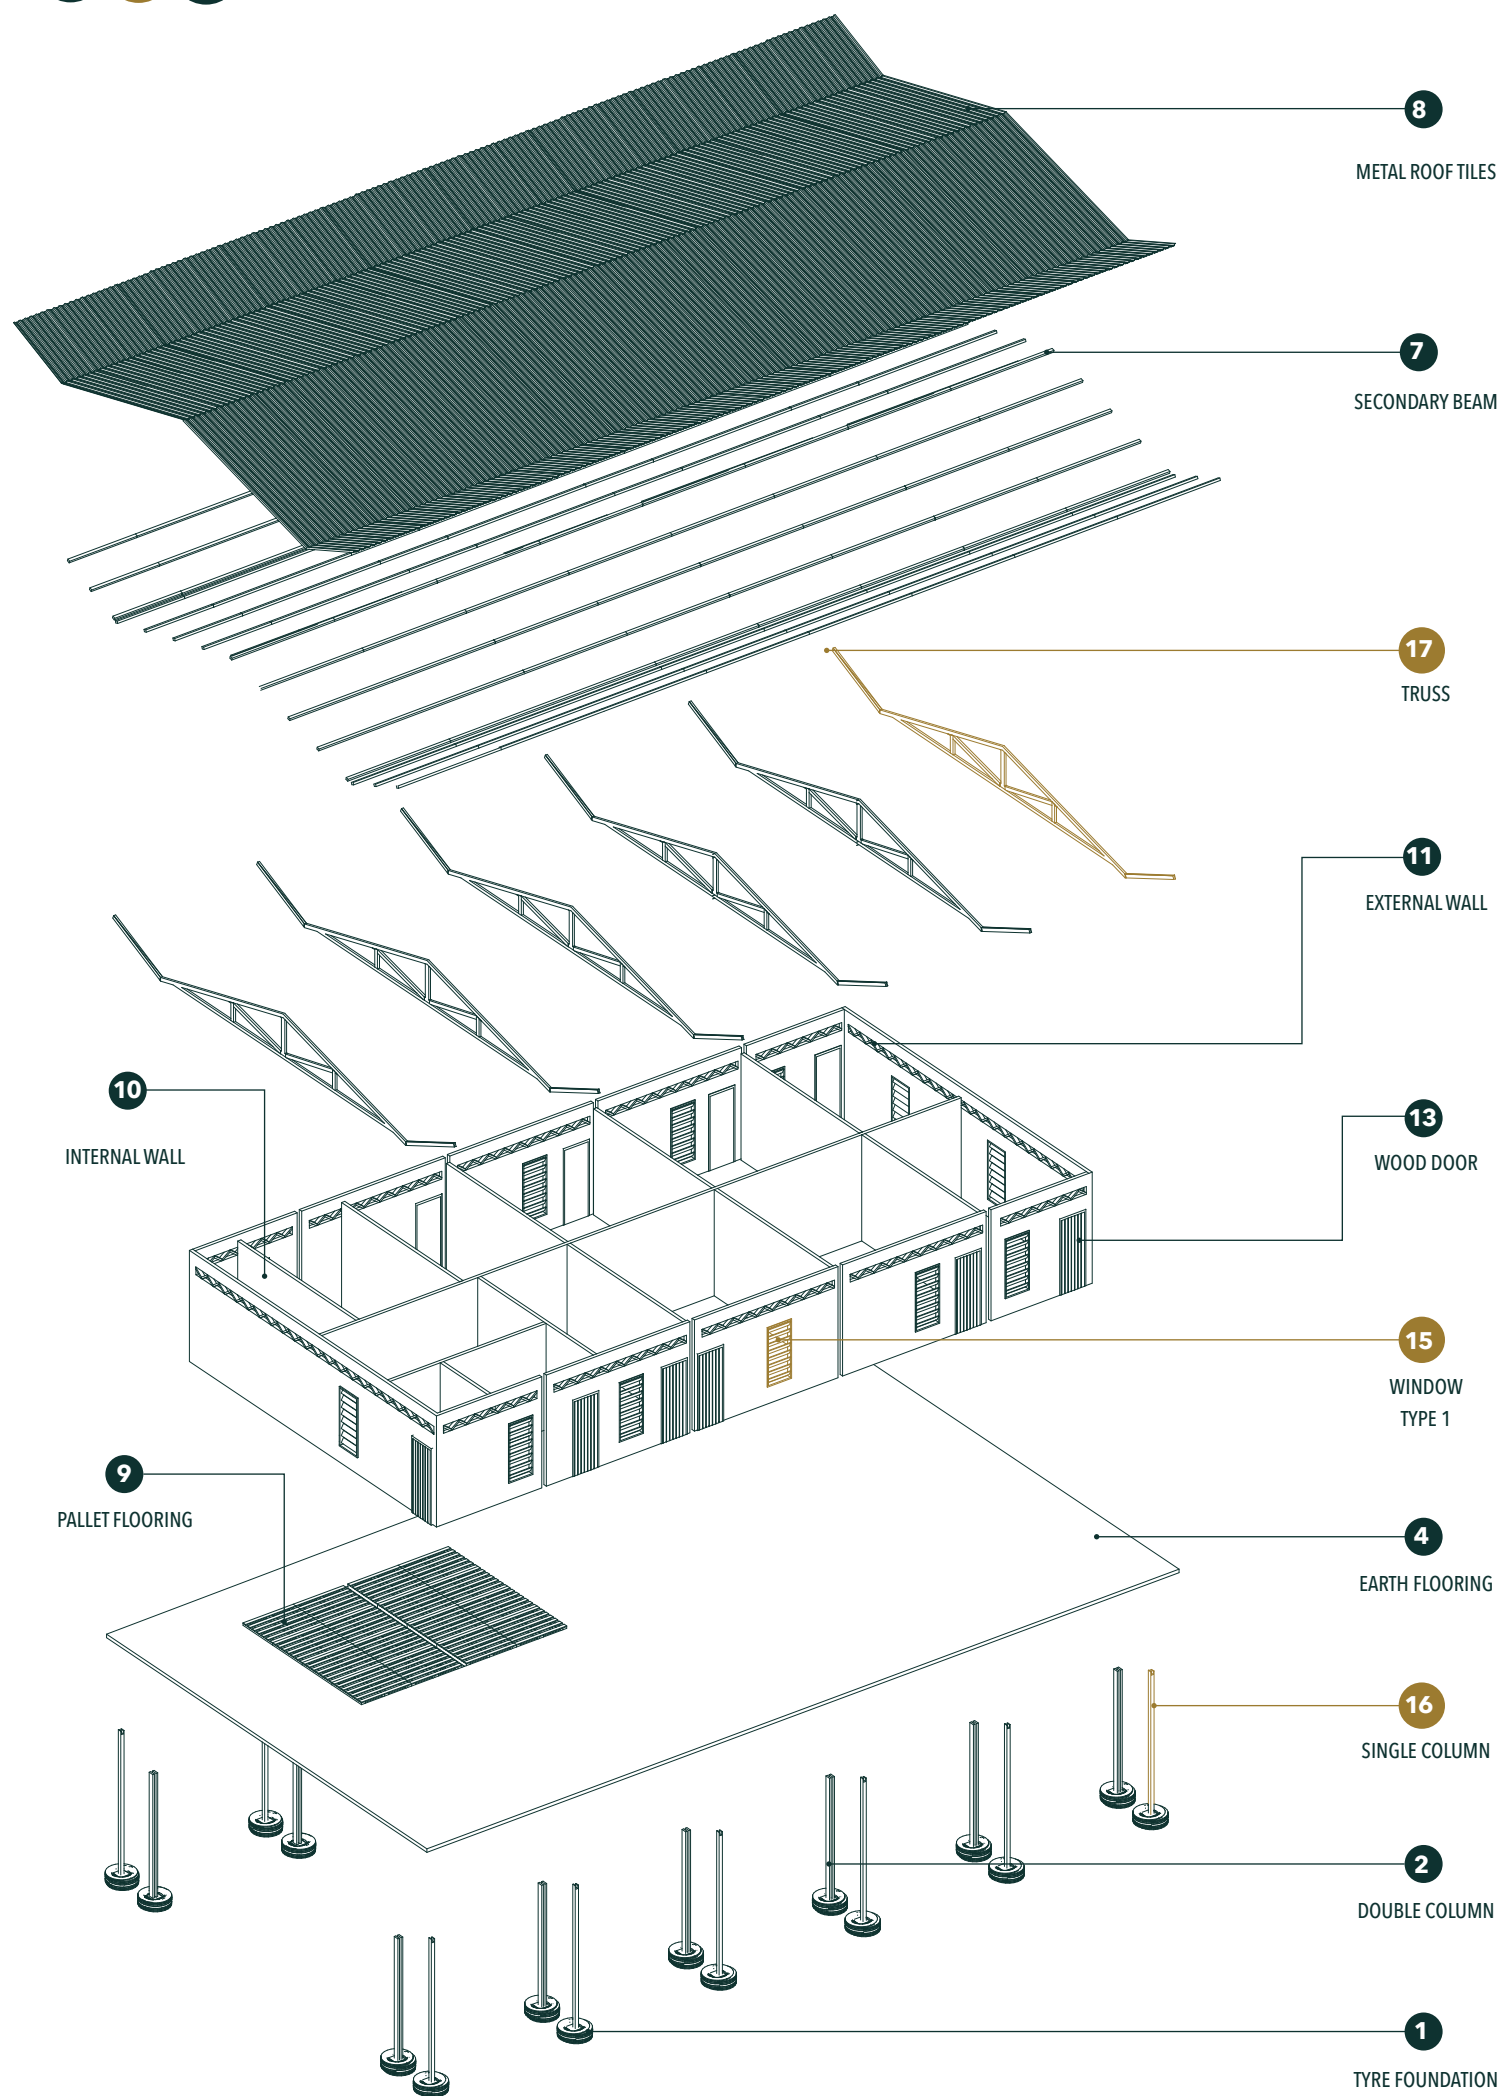 8
METAL ROOF TILES
7
SECONDARY BEAM
17
TRUSS
11
EXTERNAL WALL
10
INTERNAL WALL
13
WOOD DOOR
15
WINDOW
TYPE 1
9
PALLET FLOORING
4
EARTH FLOORING
16
SINGLE COLUMN
2
DOUBLE COLUMN
1
TYRE FOUNDATION